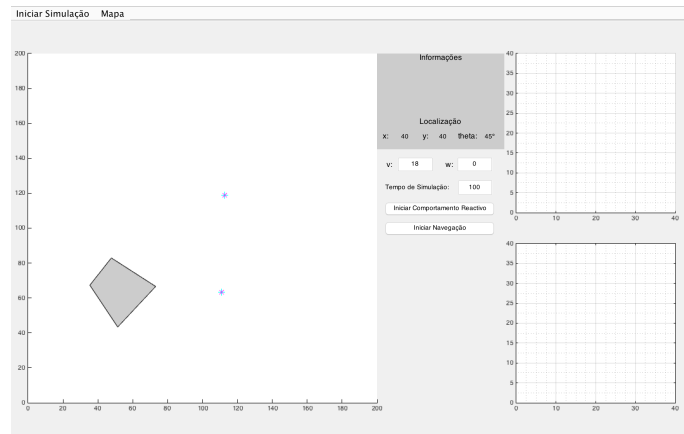 Iniciar Simulação Mapa
200
180
160
140
120
100
80
60
40
20
0
0 20 40 60 80 100 120 140 160 180 200
Informações
Localização
x: 40 y: 40 theta: 45°
v: 18 w: 0
Tempo de Simulação: 100
Iniciar Comportamento Reactivo
Iniciar Navegação
40
35
30
25
20
15
10
5
0
0 10 20 30 40
40
35
30
25
20
15
10
5
0
0 10 20 30 40